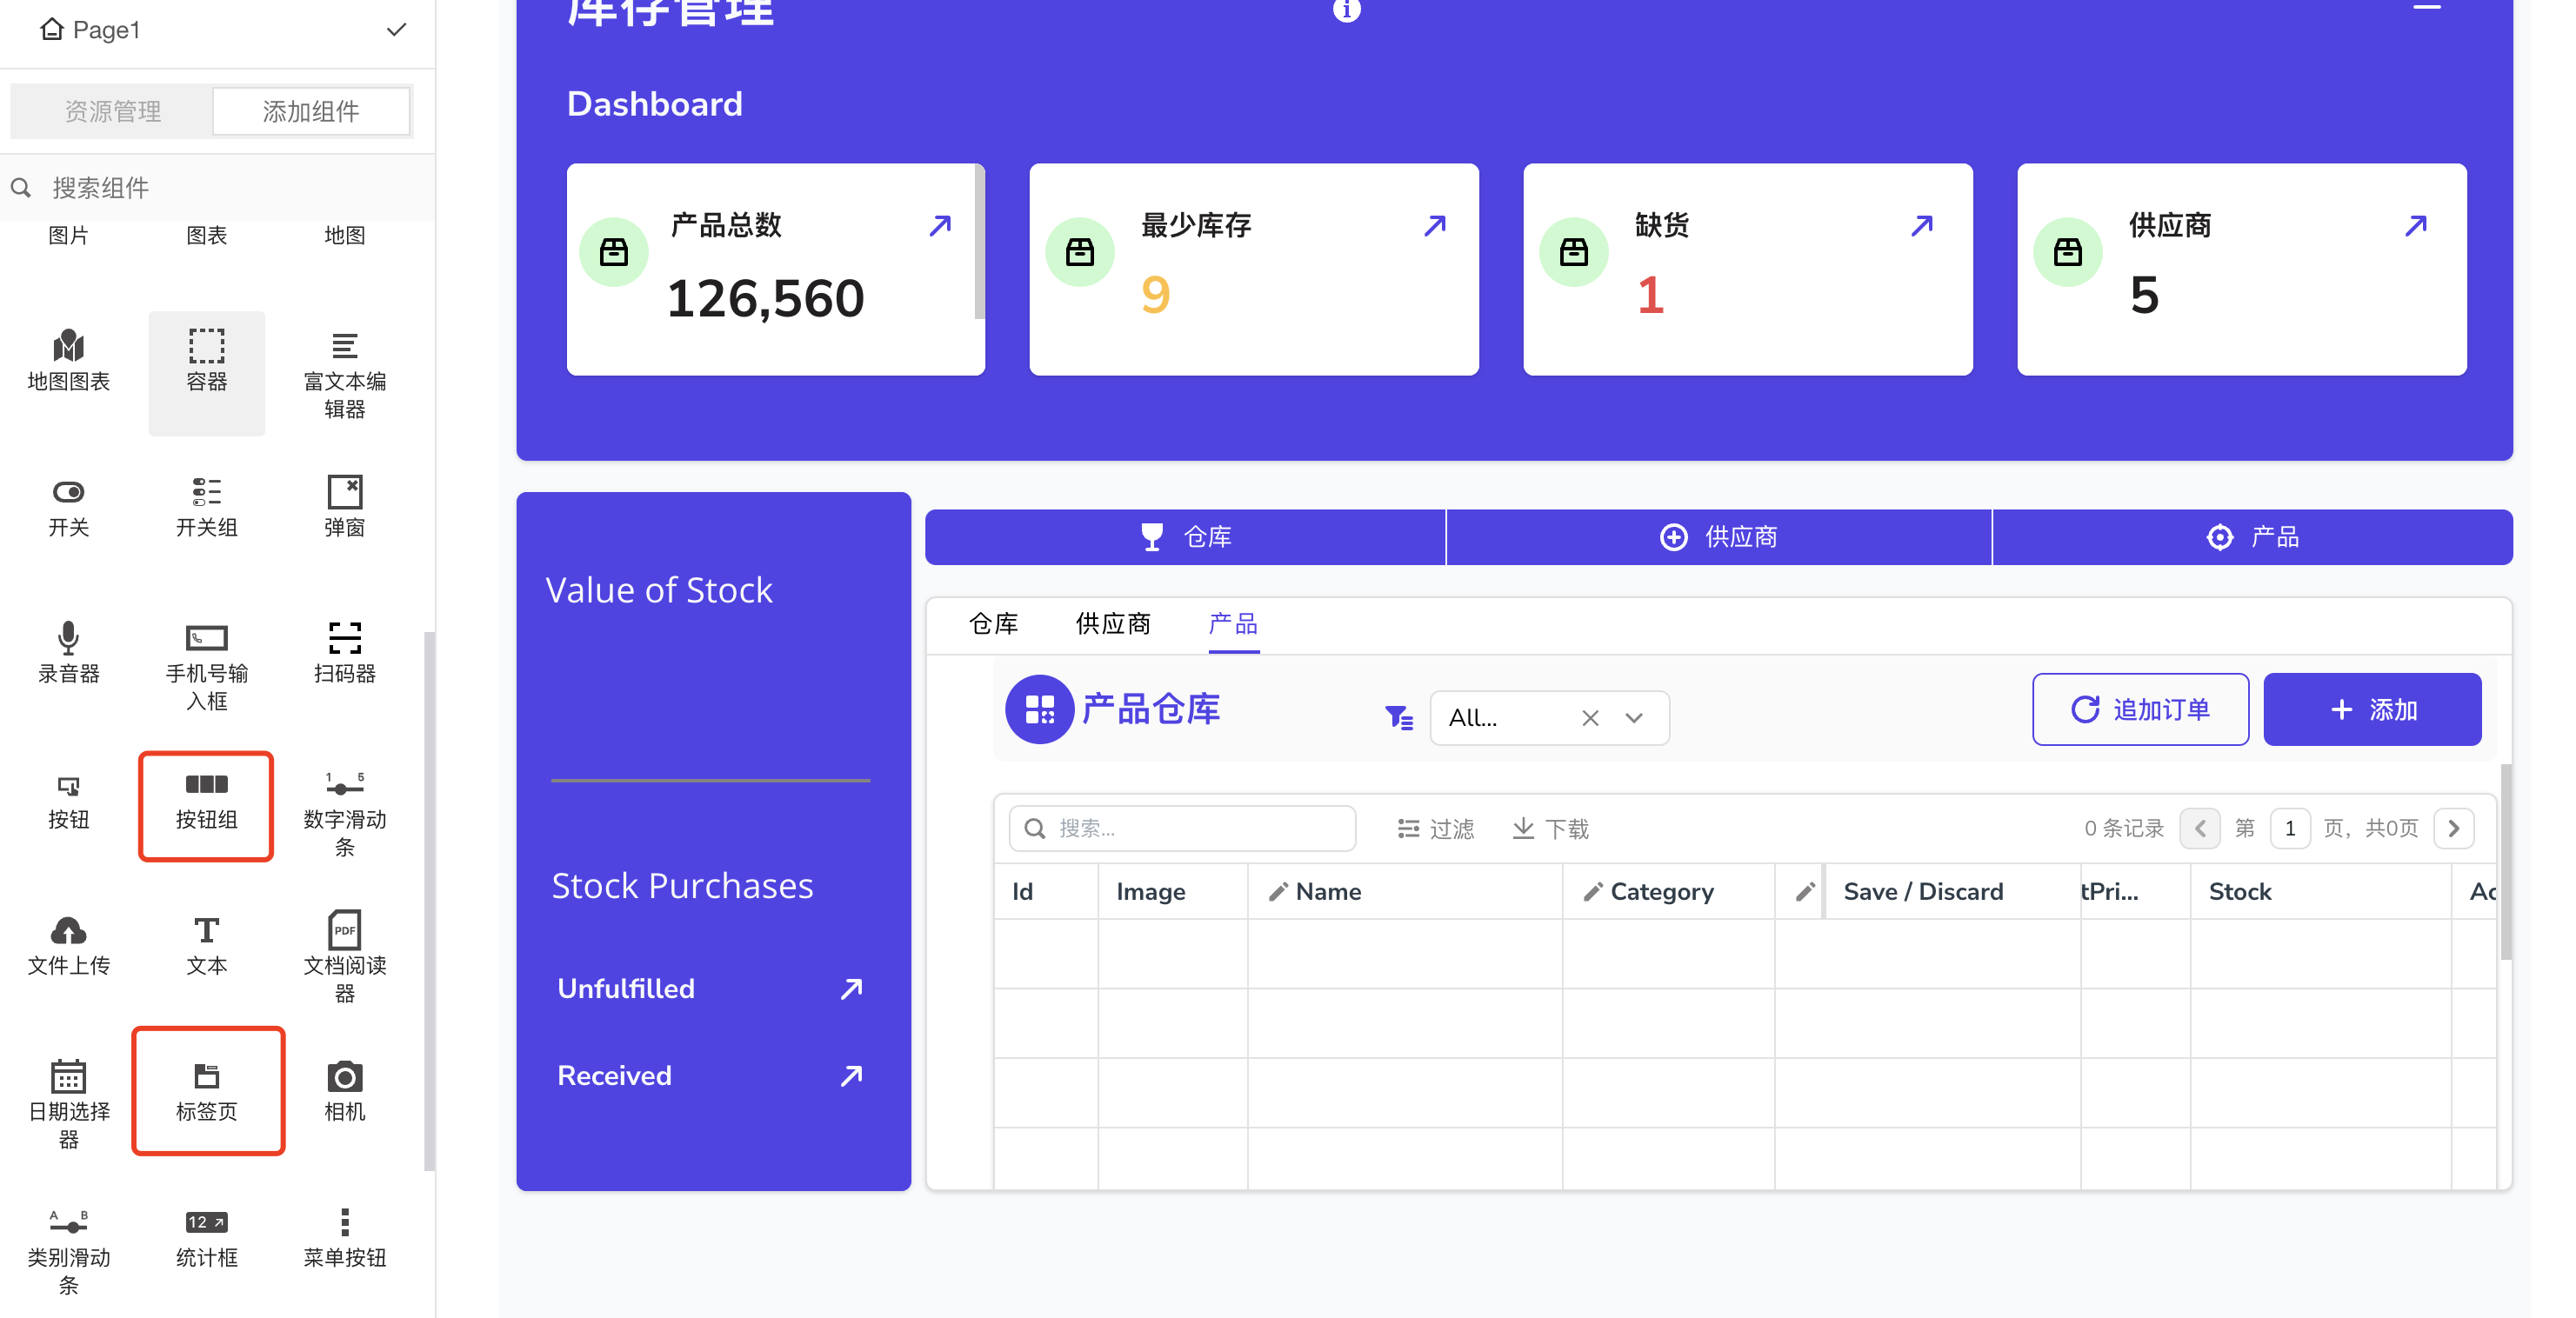 Page1
资源管理
添加组件
搜索组件
图片
图表
地图
地图图表
容器
富文本编
辑器
开关
开关组
弹窗
录音器
手机号输
入框
扫码器
按钮
按钮组
1 5
数字滑动
条
文件上传
T
文本
PDF
文档阅读
器
日期选择
器
标签页
相机
A B
类别滑动
条
12
统计框
菜单按钮
库存管理
Dashboard
产品总数
126,560
最少库存
9
缺货
1
供应商
5
Value of Stock
Stock Purchases
Unfulfilled
Received
仓库
供应商
产品
仓库
供应商
产品
产品仓库
All...
追加订单
+ 添加
搜索...
过滤
下载
0 条记录
第 1 页, 共0页
Id
Image
Name
Category
Save / Discard
tPri...
Stock
Ac